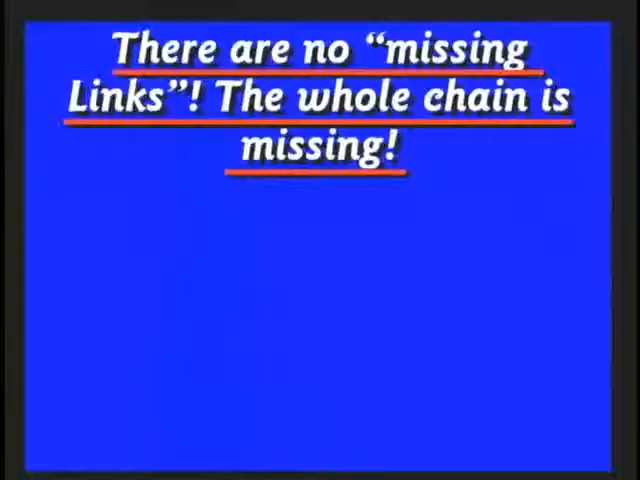 There are no “missing
Links”! The whole chain is
missing!